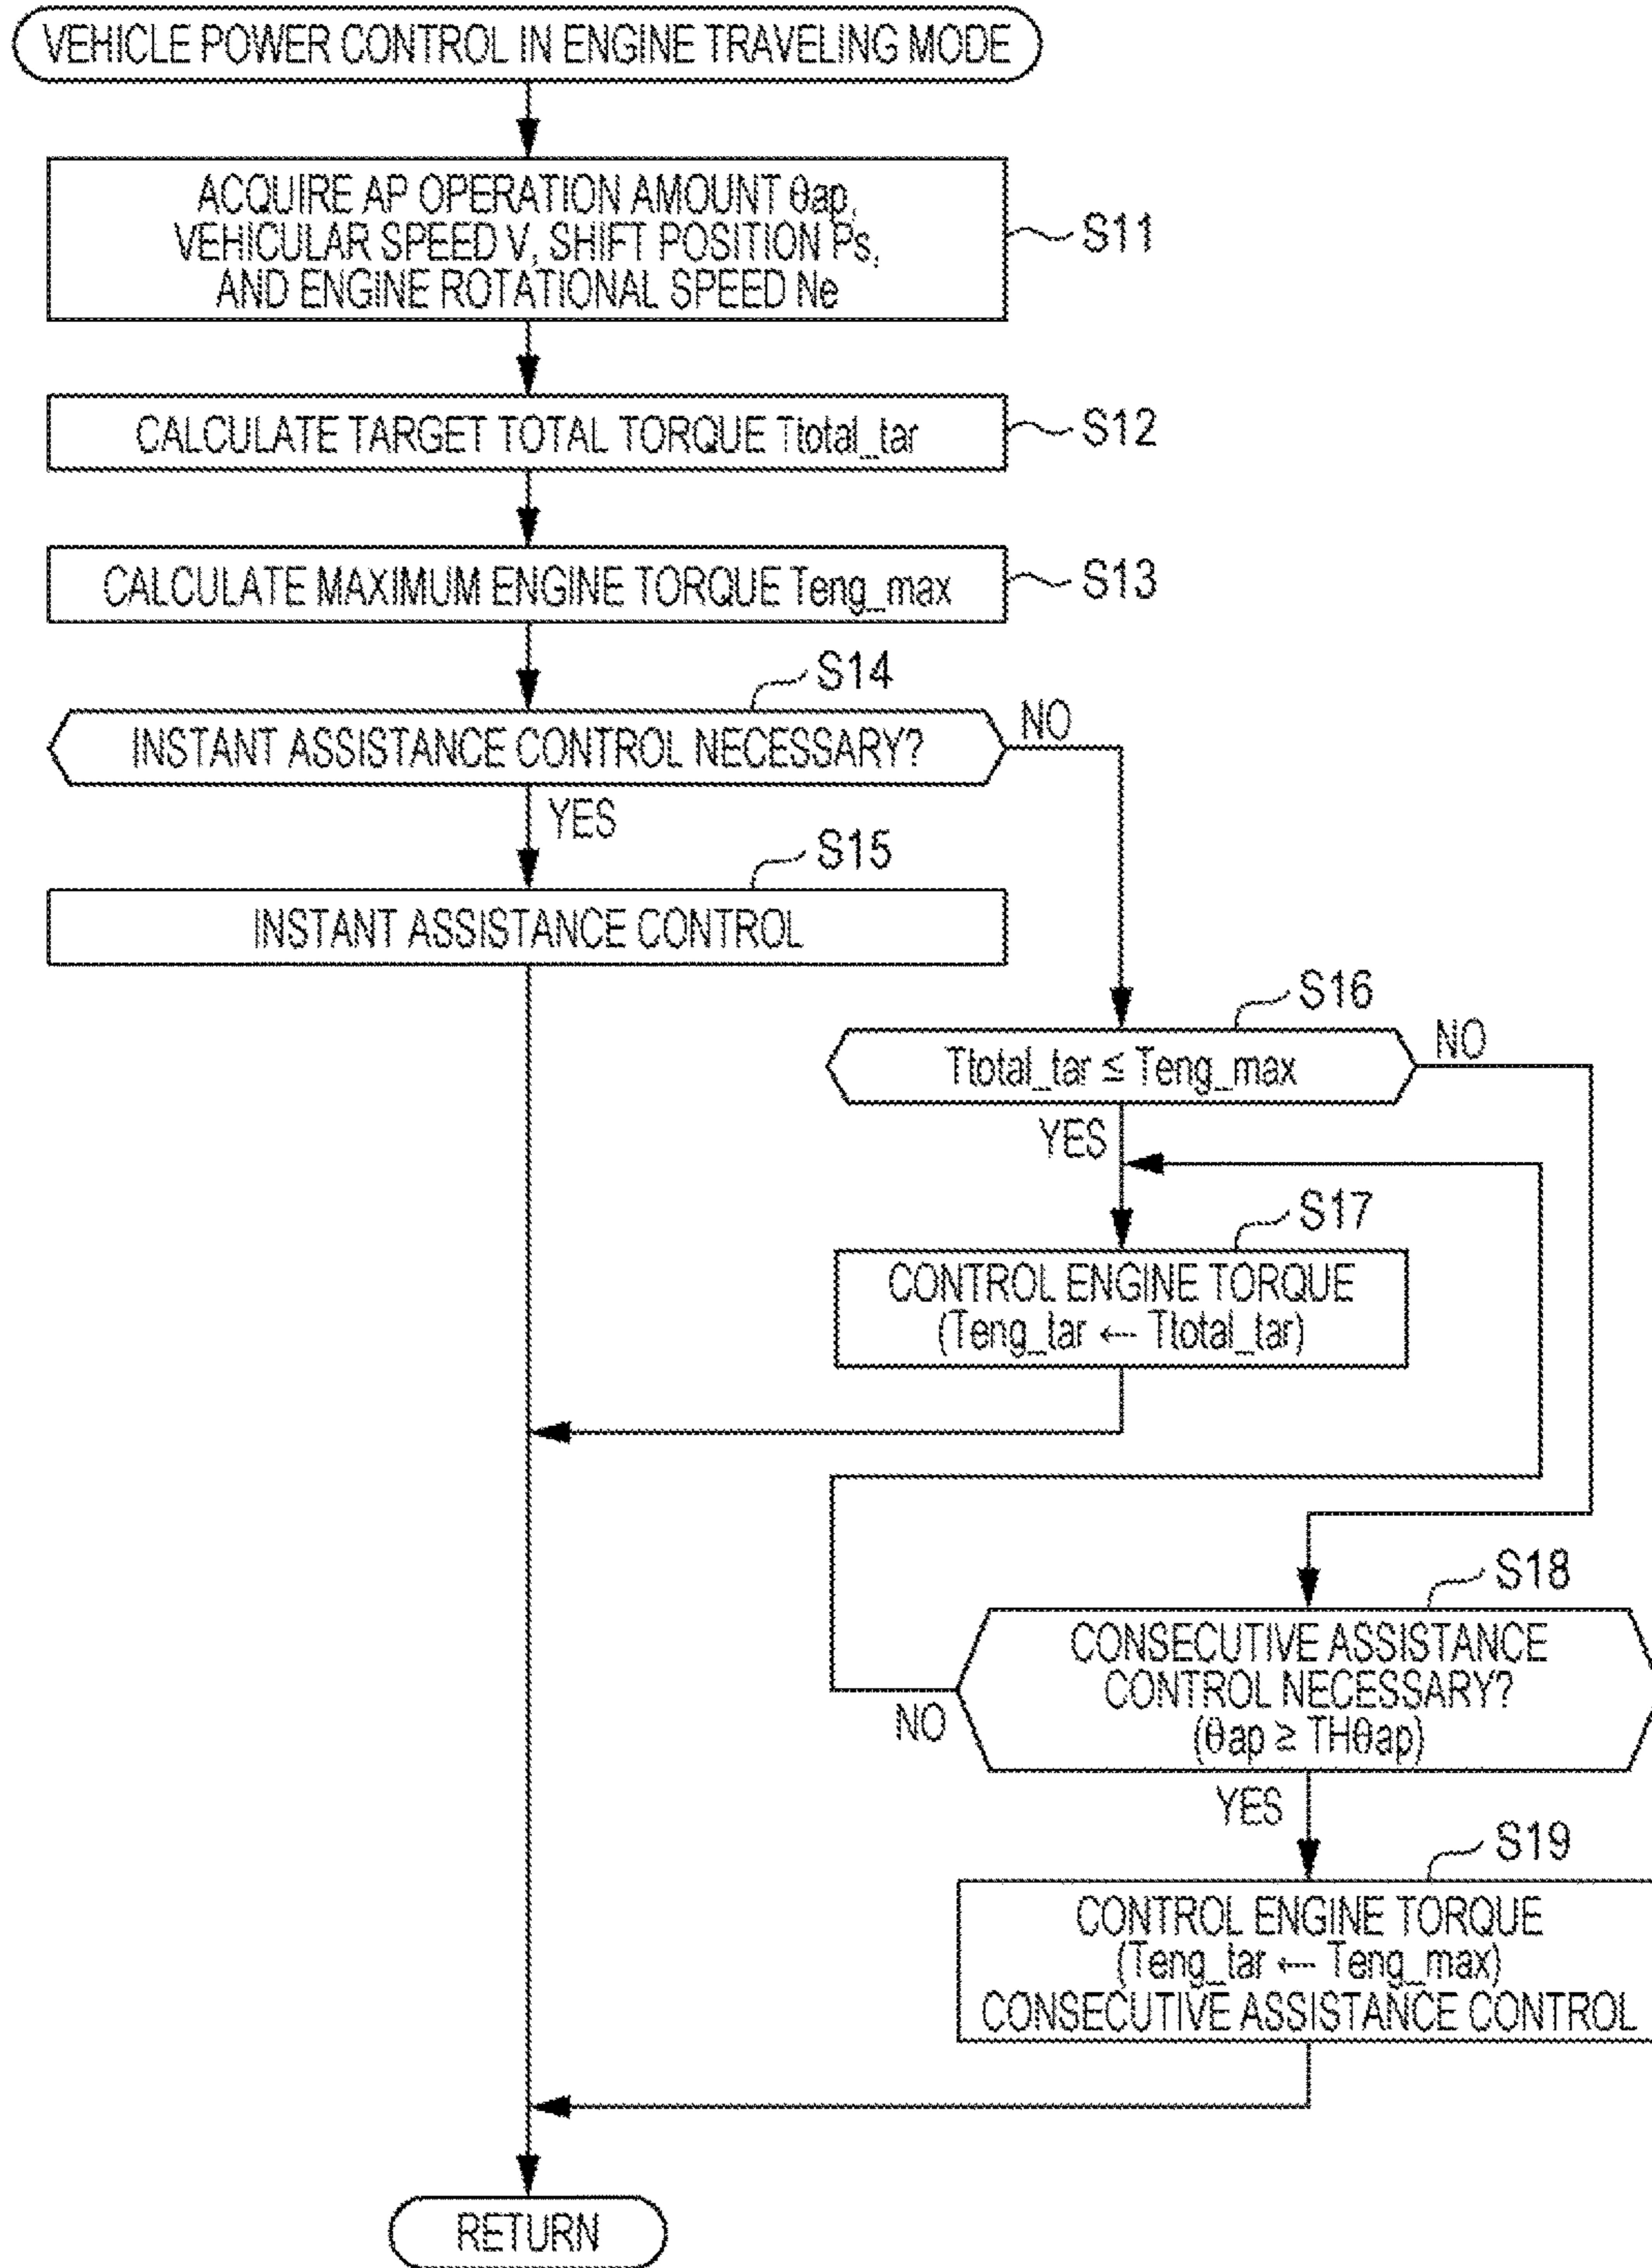 VEHICLE POWER CONTROL IN ENGINE TRAVELING MODE
ACQUIRE AP OPERATION AMOUNT θap,
VEHICULAR SPEED V, SHIFT POSITION Ps,
AND ENGINE ROTATIONAL SPEED Ne
S11
CALCULATE TARGET TOTAL TORQUE Ttotal_tar
S12
CALCULATE MAXIMUM ENGINE TORQUE Teng_max
S13
S14
INSTANT ASSISTANCE CONTROL NECESSARY?
NO
YES
S15
INSTANT ASSISTANCE CONTROL
S16
Ttotal_tar ≤ Teng_max
NO
YES
S17
CONTROL ENGINE TORQUE
(Teng_tar ← Ttotal_tar)
S18
CONSECUTIVE ASSISTANCE
CONTROL NECESSARY?
(θap ≥ THθap)
NO
YES
S19
CONTROL ENGINE TORQUE
(Teng_tar ← Teng_max)
CONSECUTIVE ASSISTANCE CONTROL
RETURN